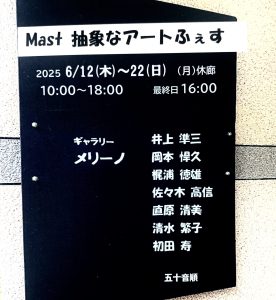 Mast 抽象なアートふぇす
2025 6/12(木)〜22(日) (月)休廊
10:00〜18:00 最終日 16:00
ギャラリー
メリーノ
井上 準三
岡本 悍久
梶浦 徳雄
佐々木 高信
直原 清美
清水 繁子
初田 寿
五十音順